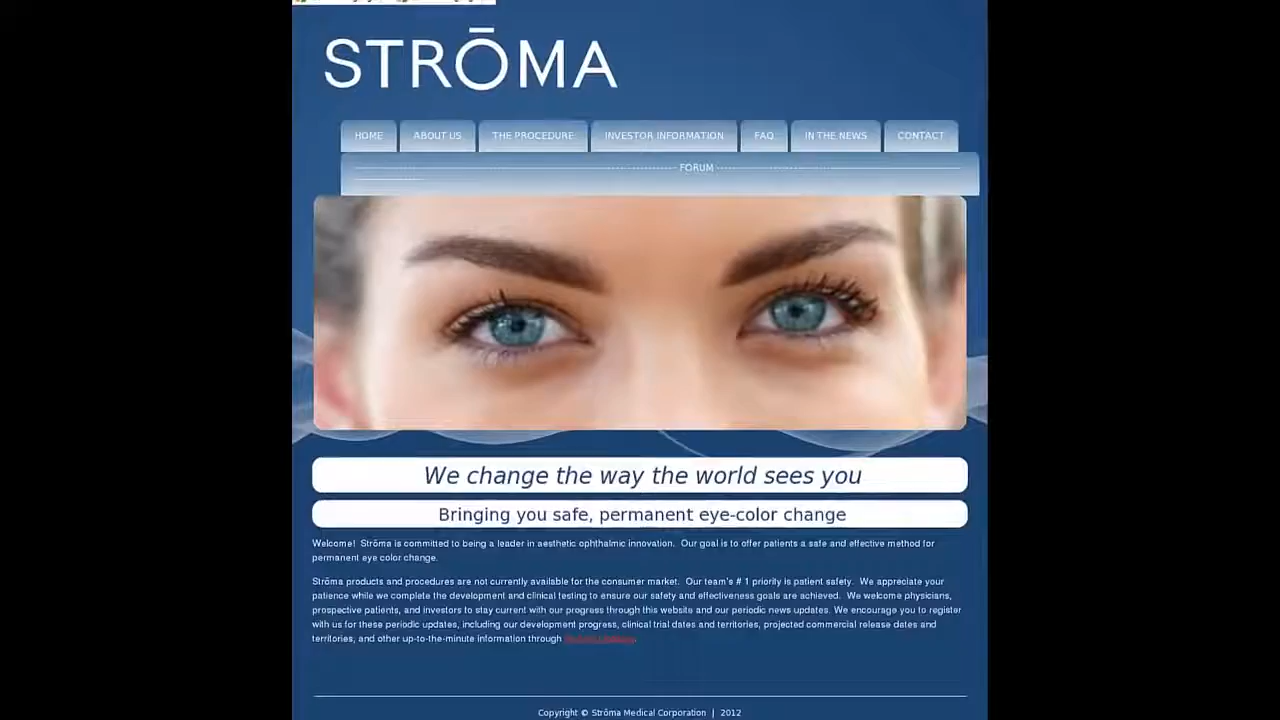 STRŌMA
HOME ABOUT US THE PROCEDURE INVESTOR INFORMATION FAQ IN THE NEWS CONTACT
FORUM
We change the way the world sees you
Bringing you safe, permanent eye-color change
Welcome! Strōma is committed to being a leader in aesthetic ophthalmic innovation. Our goal is to offer patients a safe and effective method for
permanent eye color change.
Strōma products and procedures are not currently available for the consumer market. Our team's # 1 priority is patient safety. We appreciate your
patience while we complete the development and clinical testing to ensure our safety and effectiveness goals are achieved. We welcome physicians,
prospective patients, and investors to stay current with our progress through this website and our periodic news updates. We encourage you to register
with us for these periodic updates, including our development progress, clinical trial dates and territories, projected commercial release dates and
territories, and other up-to-the-minute information through
Copyright © Strōma Medical Corporation | 2012